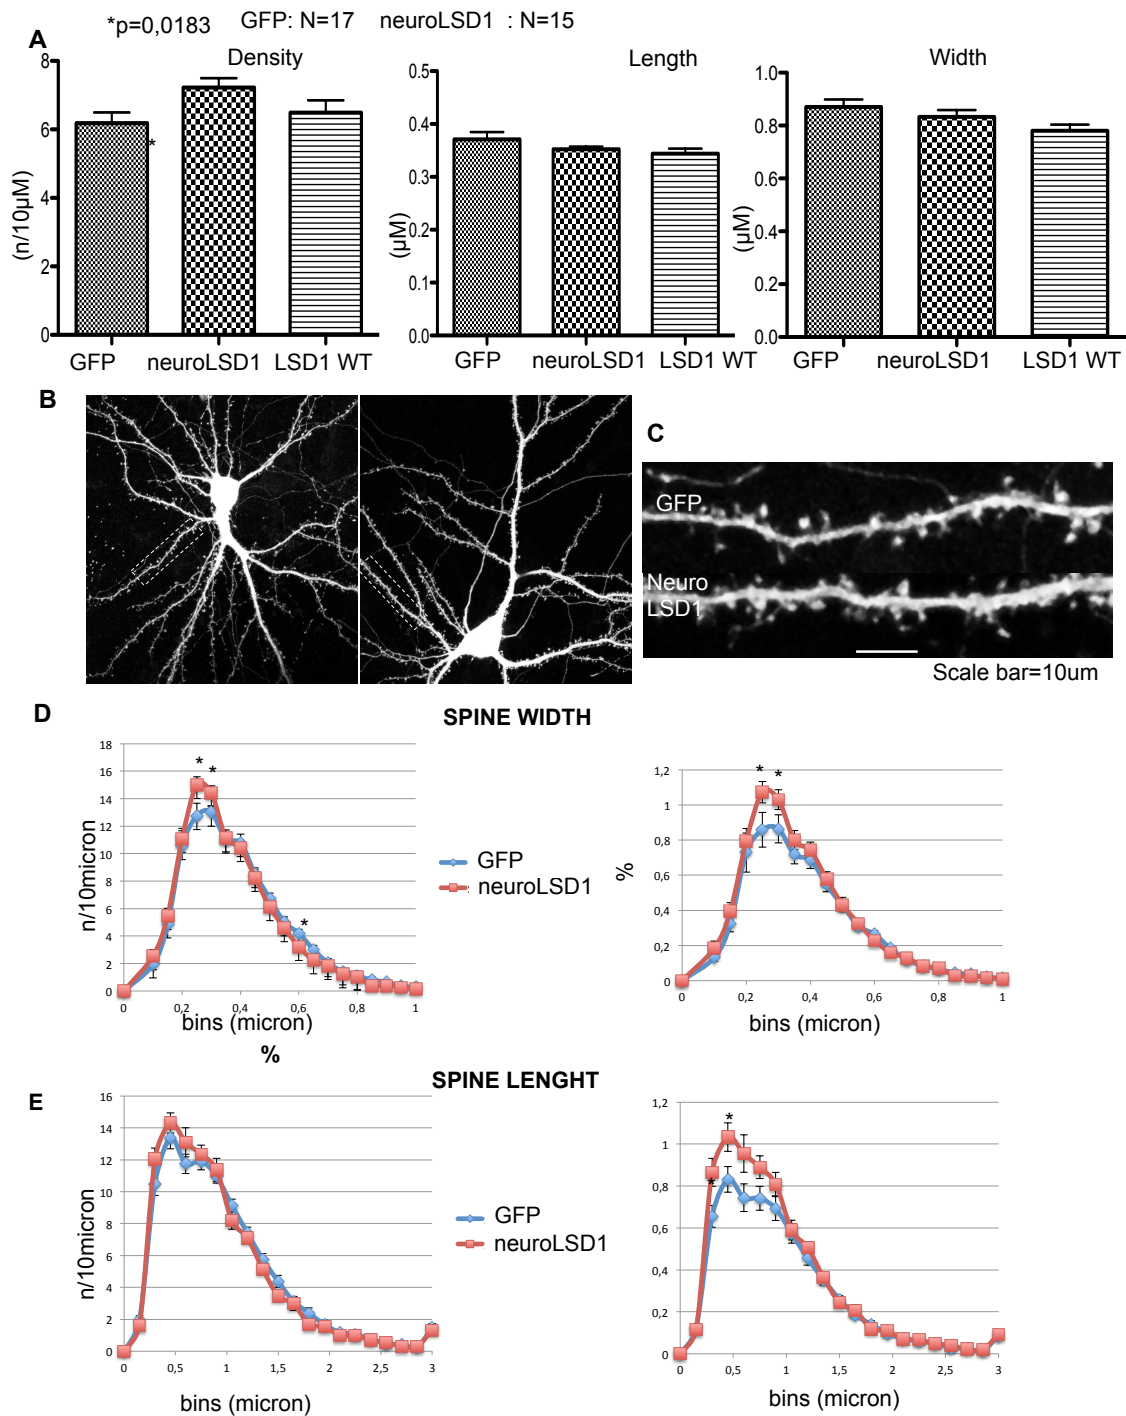 *p=0,0183 GFP: N=17 neuroLSD1 : N=15
A
Density
Length
Width
8
6
4
2
0
(n/10µM)
*
GFP neuroLSD1 LSD1 WT
0.5
0.4
0.3
0.2
0.1
0.0
(µM)
GFP neuroLSD1 LSD1 WT
1.0
0.8
0.6
0.4
0.2
0.0
(µM)
GFP neuroLSD1 LSD1 WT
B
C
GFP
Neuro
LSD1
Scale bar=10um
D
SPINE WIDTH
18
16
14
12
10
8
6
4
2
0
n/10micron
* *
*
0 0,2 0,4 0,6 0,8 1
bins (micron)
%
GFP
neuroLSD1
1,2
1
0,8
0,6
0,4
0,2
0
%
* *
0 0,2 0,4 0,6 0,8 1
bins (micron)
SPINE LENGHT
E
16
14
12
10
8
6
4
2
0
n/10micron
0 0,5 1 1,5 2 2,5 3
bins (micron)
GFP
neuroLSD1
1,2
1
0,8
0,6
0,4
0,2
0
*
*
0 0,5 1 1,5 2 2,5 3
bins (micron)